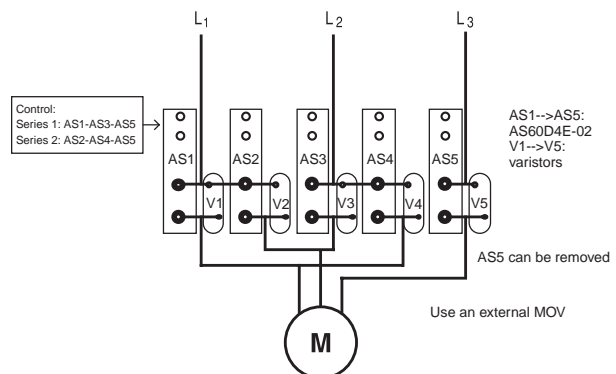 L1 L2 L3
Control:
Series 1: AS1-AS3-AS5
Series 2: AS2-AS4-AS5
AS1 AS2 AS3 AS4 AS5
AS1-->AS5:
AS60D4E-02
V1-->V5:
varistors
V1 V2 V3 V4 V5
AS5 can be removed
Use an external MOV
M